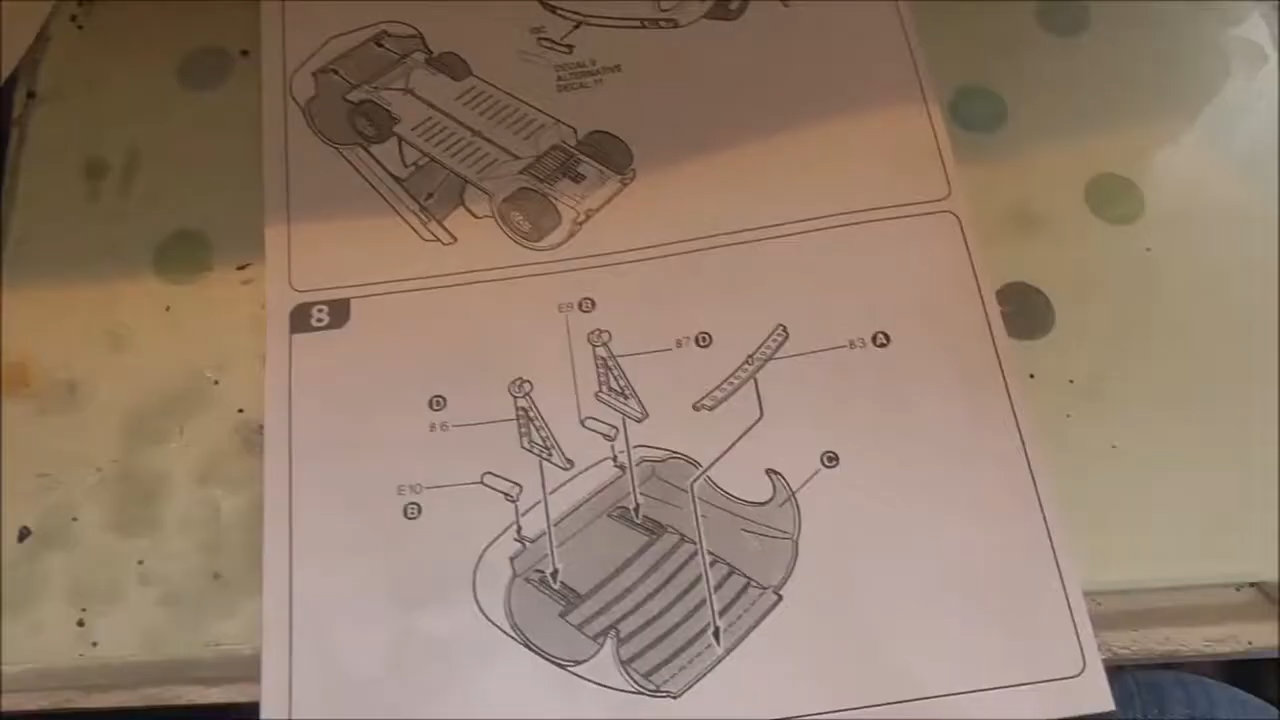 DECAL 9
ALTERNATIVE
DECAL 11
8
E9 B
B7 D
B3 A
D
B6
C
E10
B